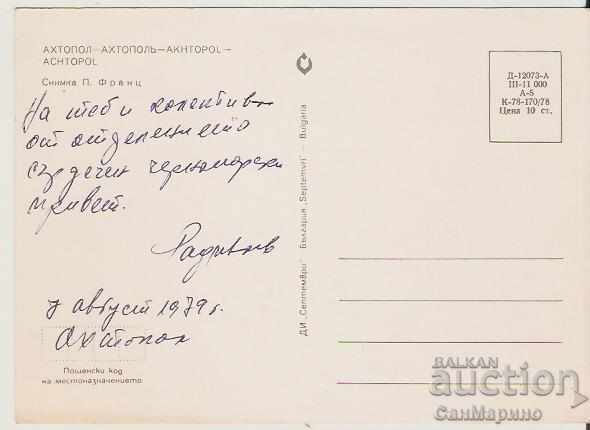 АХТОПОЛ—АХТОПОЛЬ—AKHTOPOL—
ACHTOPOL
Снимка П. Франц
На теб и колектива
от отделението
сърдечен черноморски
привет.
7 август 1979 г.
Ахтопол
Пощенски код
на местоназначението
ДИ „Септември" България „Septemvri" — Bulgaria
Д-12073-А
III-11 000
А-5
К-78-170/78
Цена 10 ст.
BALKAN
auction
СанМарино